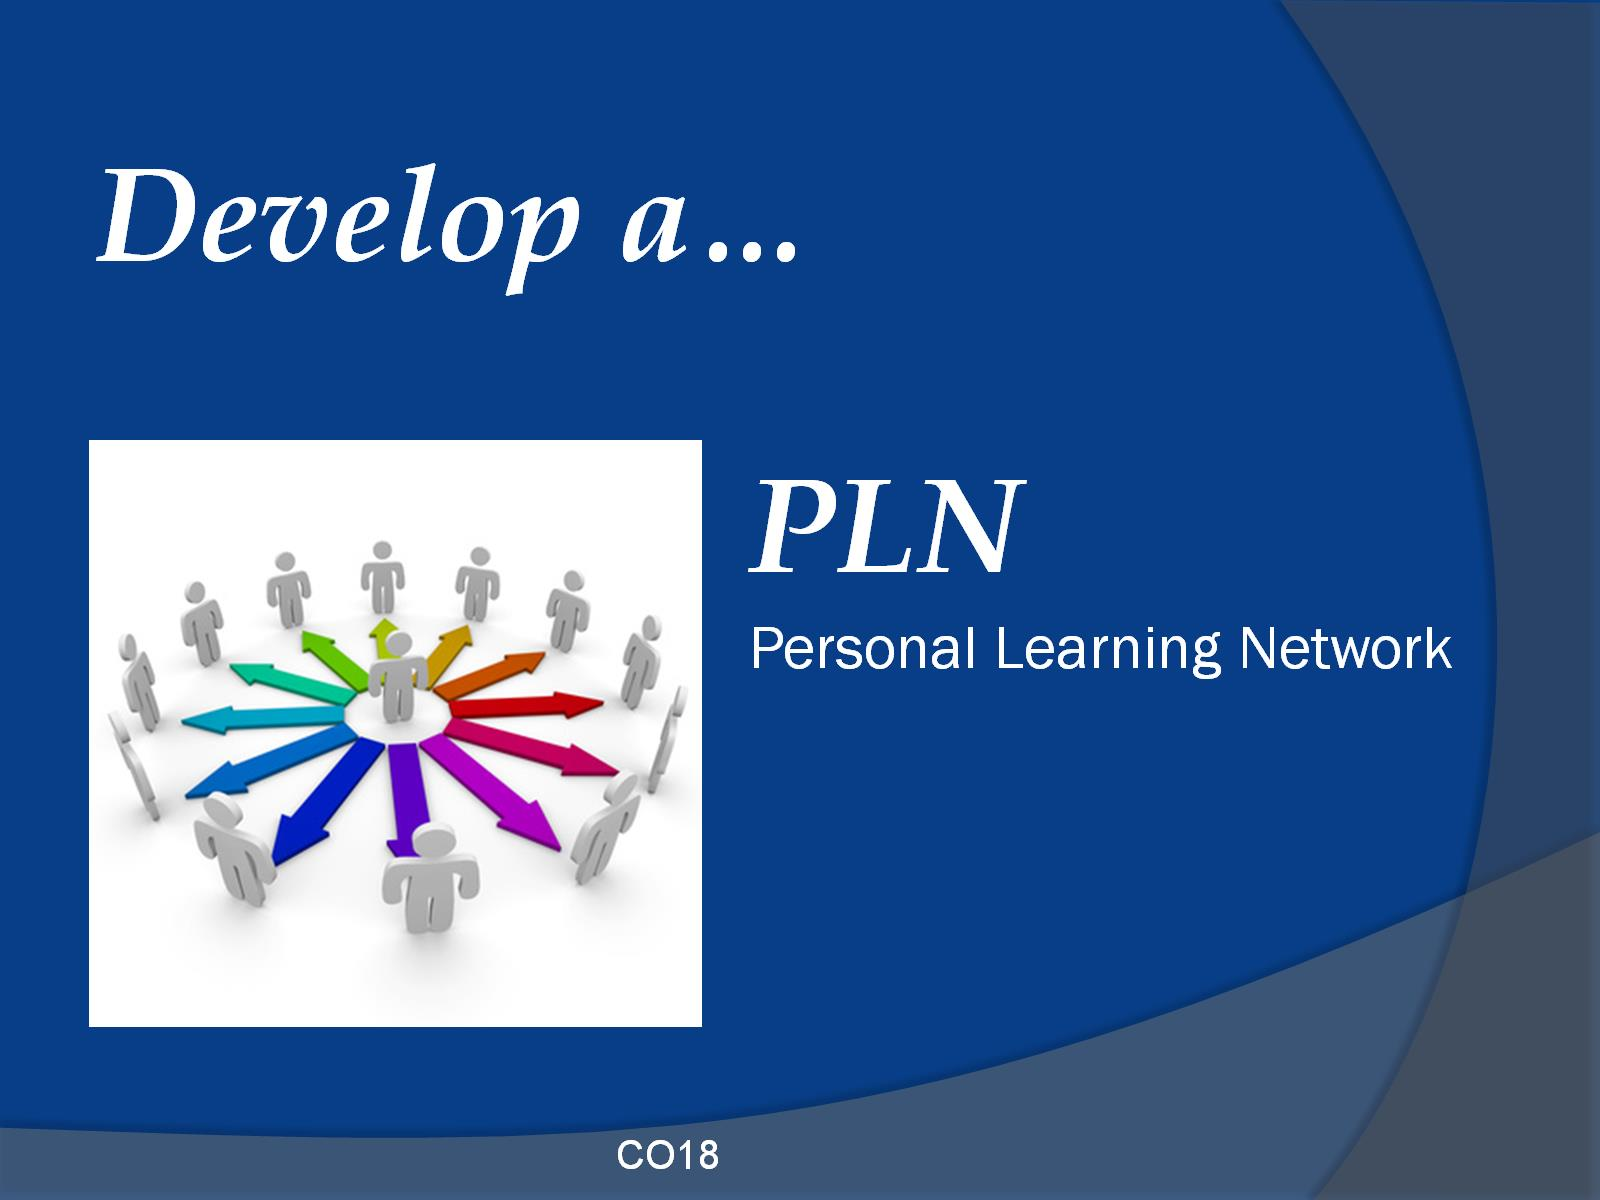 Develop a…
PLN
Personal Learning Network
CO18